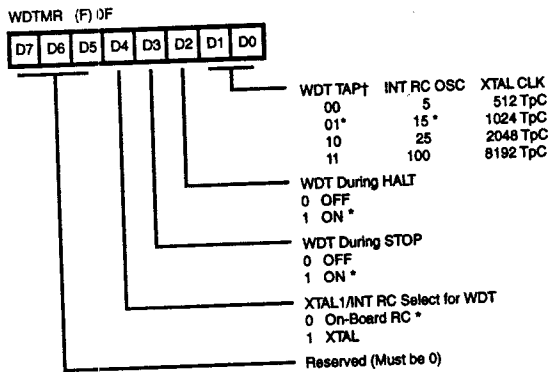 WDTMR (F) 0F
D7 D6 D5 D4 D3 D2 D1 D0
WDT TAP† INT RC OSC XTAL CLK
00 5 512 TpC
01* 15 * 1024 TpC
10 25 2048 TpC
11 100 8192 TpC
WDT During HALT
0 OFF
1 ON *
WDT During STOP
0 OFF
1 ON *
XTAL1/INT RC Select for WDT
0 On-Board RC *
1 XTAL
Reserved (Must be 0)